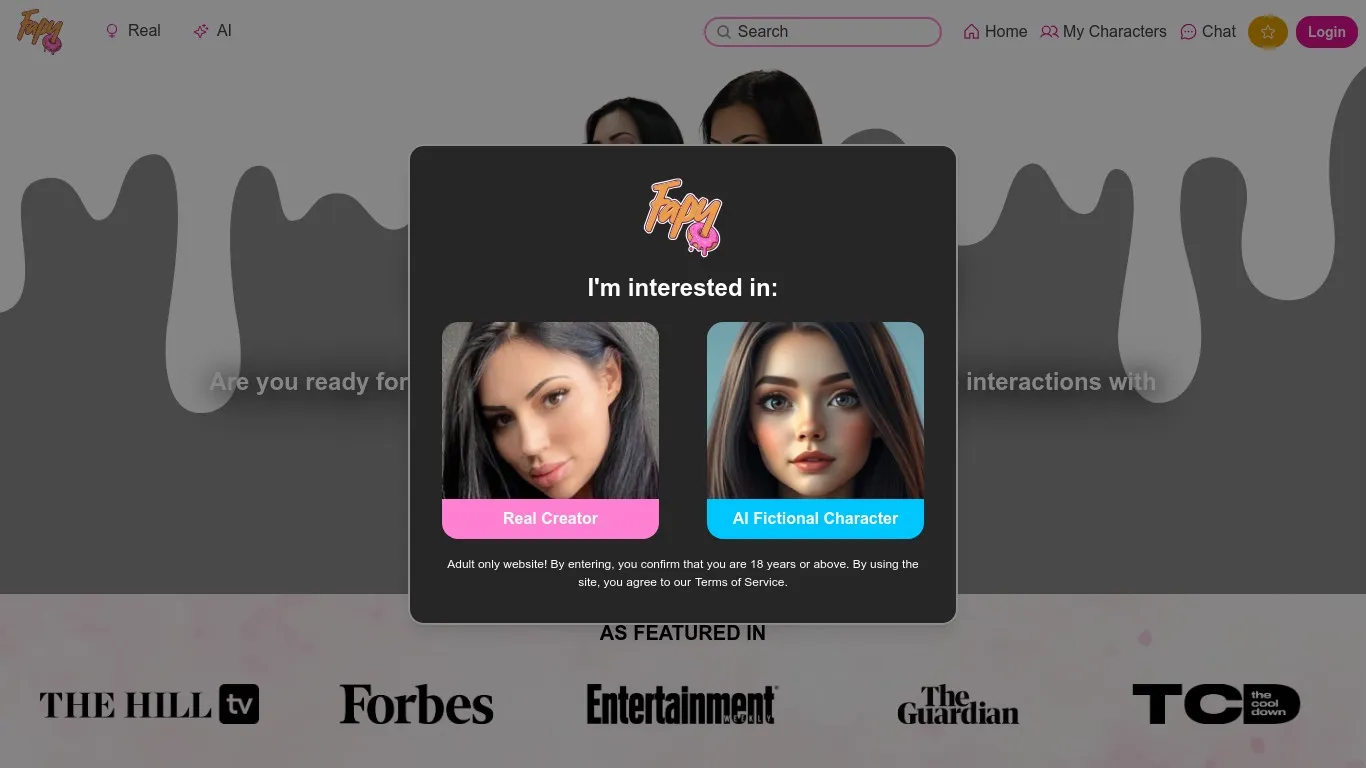 Fapy
Real
AI
Search
Home
My Characters
Chat
Login
Fapy
I'm interested in:
Are you ready for
interactions with
Real Creator
AI Fictional Character
Adult only website! By entering, you confirm that you are 18 years or above. By using the
site, you agree to our Terms of Service.
AS FEATURED IN
THE HILL tv
Forbes
Entertainment
WEEKLY
The
Guardian
TCD
the
cool
down